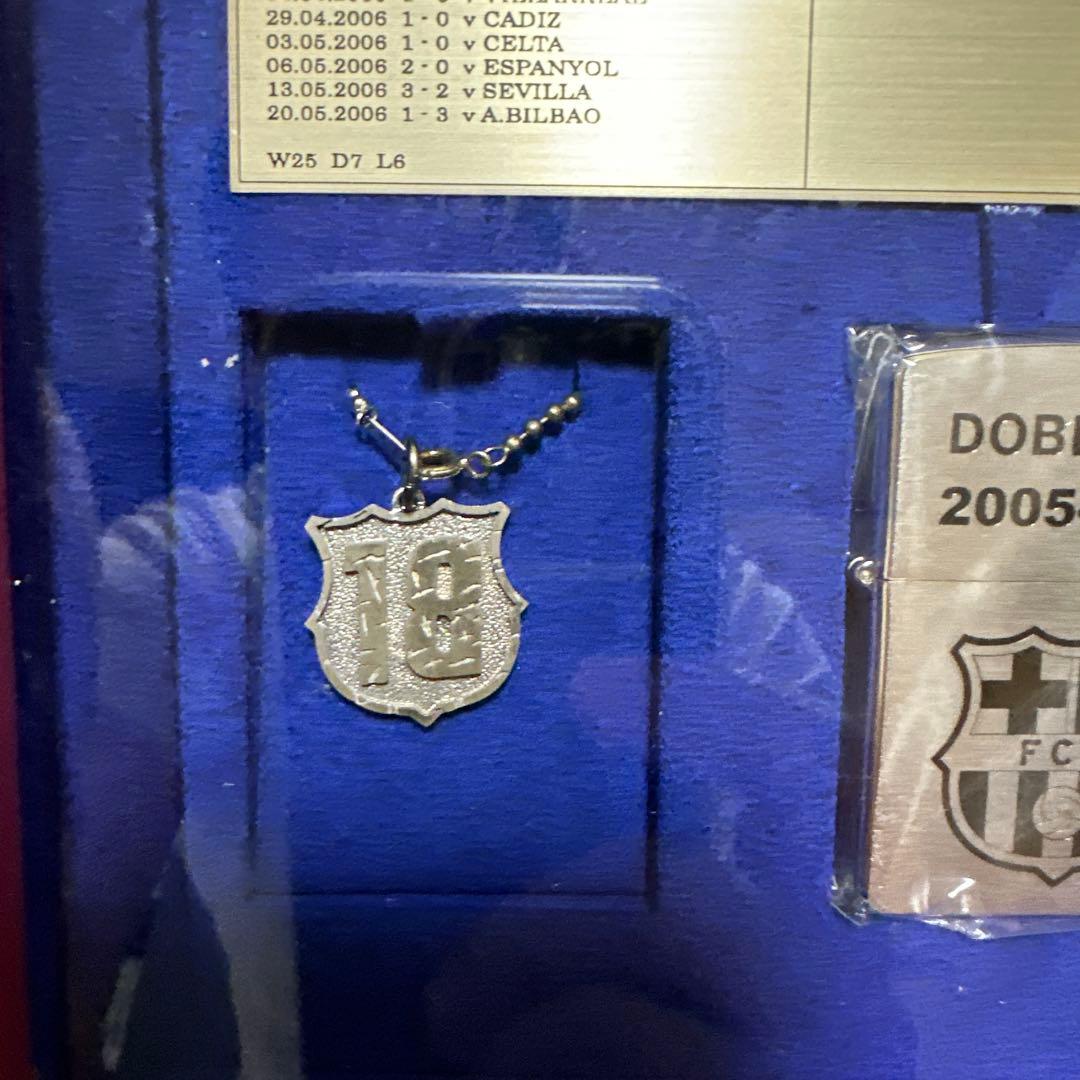 29.04.2006 1-0 v CADIZ
03.05.2006 1-0 v CELTA
06.05.2006 2-0 v ESPANYOL
13.05.2006 3-2 v SEVILLA
20.05.2006 1-3 v A.BILBAO
W25 D7 L6
18
DOB
2005
FC